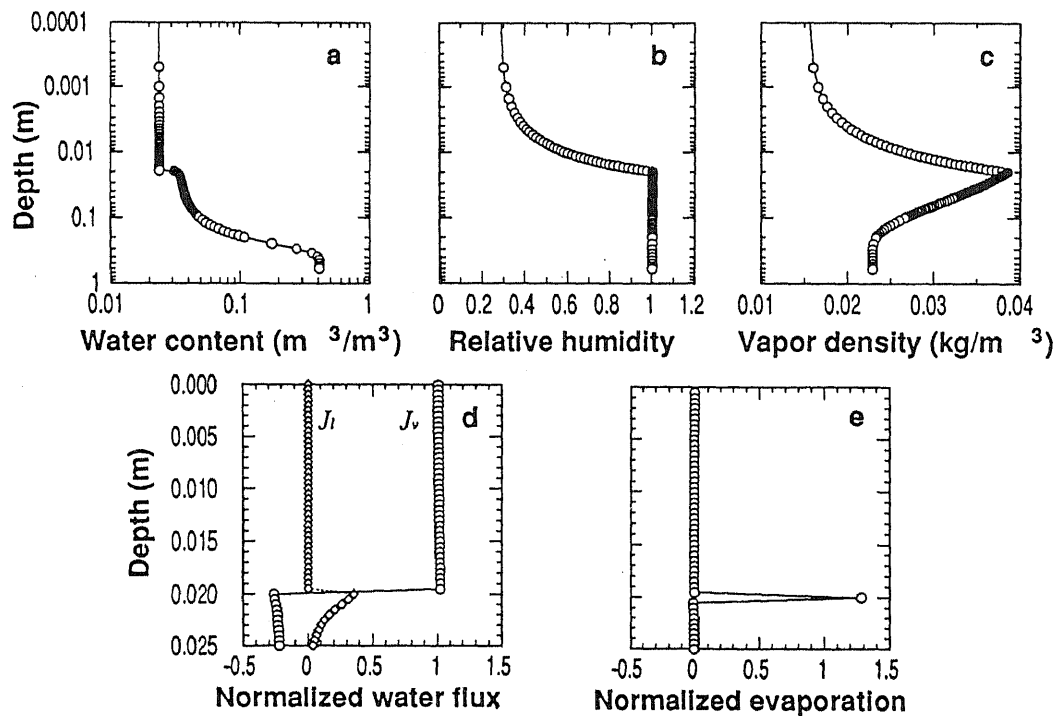 0.0001
0.001
0.01
0.1
1
Depth (m)
a
0.01
0.1
1
Water content (m ³/m³)
b
0
0.2
0.4
0.6
0.8
1
1.2
Relative humidity
c
0.01
0.02
0.03
0.04
Vapor density (kg/m ³)
0.000
0.005
0.010
0.015
0.020
0.025
Depth (m)
Jl
Jv
d
-0.5
0
0.5
1
1.5
Normalized water flux
e
-0.5
0
0.5
1
1.5
Normalized evaporation